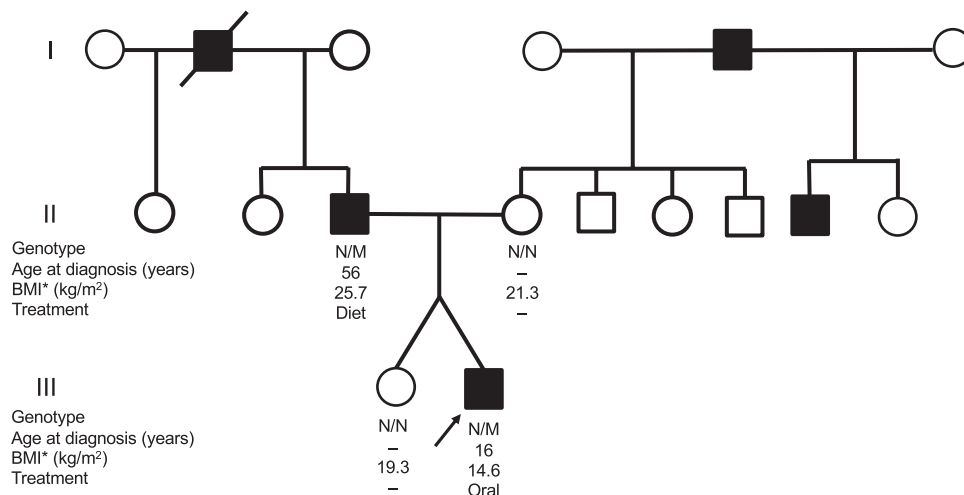 I
II
Genotype N/M N/N
Age at diagnosis (years) 56 –
BMI* (kg/m²) 25.7 21.3
Treatment Diet –
III
Genotype N/N N/M
Age at diagnosis (years) – 16
BMI* (kg/m²) 19.3 14.6
Treatment – Oral